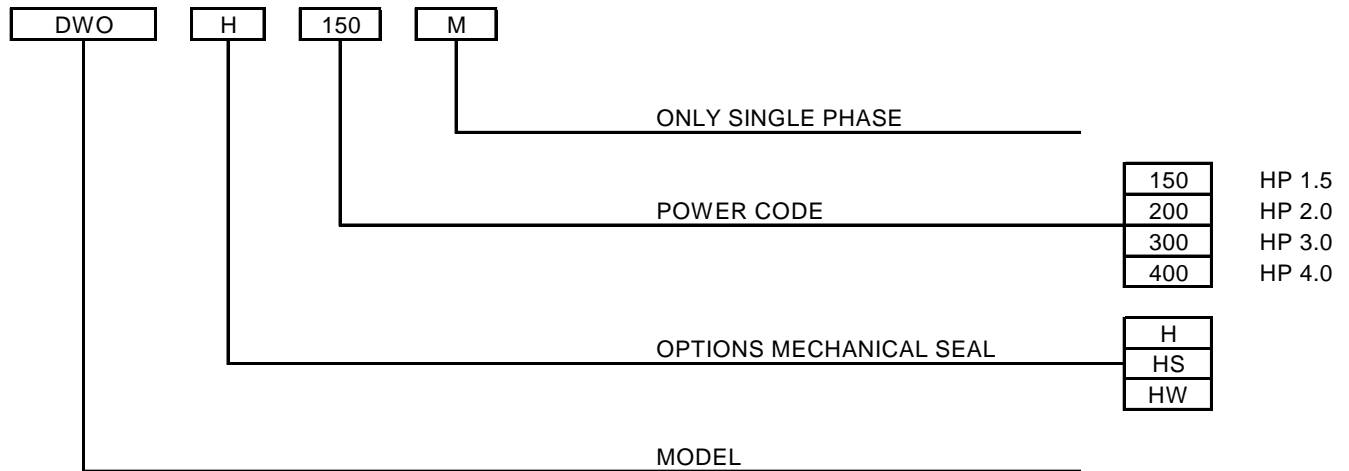 DWO H 150 M
ONLY SINGLE PHASE
150 HP 1.5
POWER CODE 200 HP 2.0
300 HP 3.0
400 HP 4.0
H
OPTIONS MECHANICAL SEAL
HS
HW
MODEL